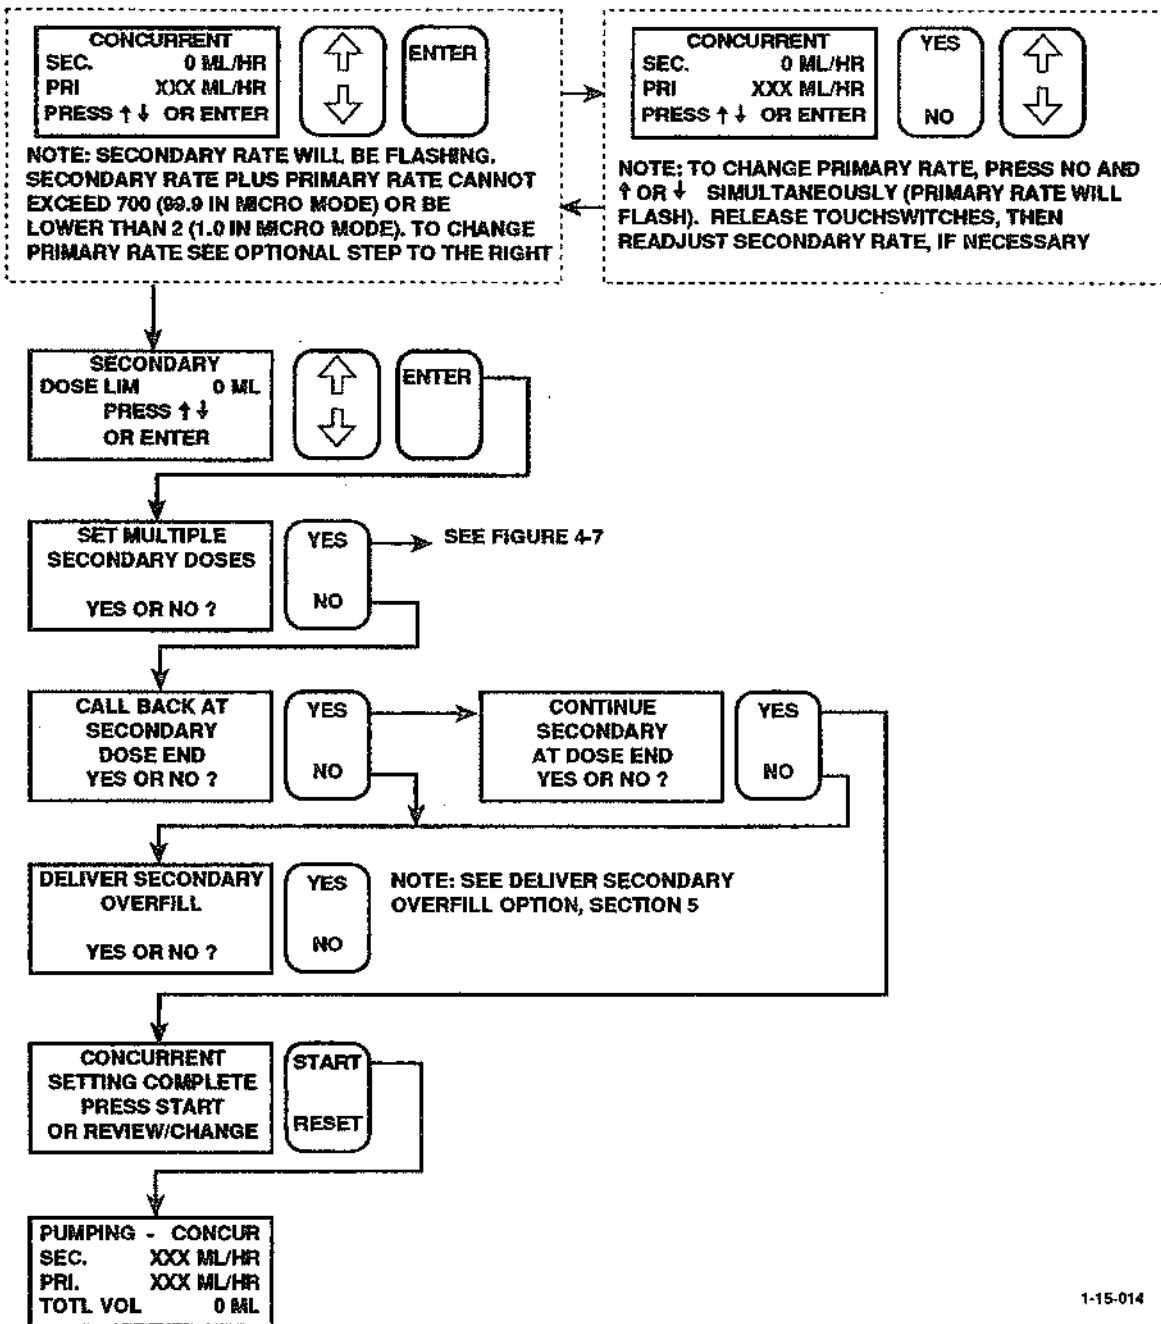 CONCURRENT
SEC. 0 ML/HR
PRI XXX ML/HR
PRESS ↑ ↓ OR ENTER
ENTER
NOTE: SECONDARY RATE WILL BE FLASHING.
SECONDARY RATE PLUS PRIMARY RATE CANNOT
EXCEED 700 (99.9 IN MICRO MODE) OR BE
LOWER THAN 2 (1.0 IN MICRO MODE). TO CHANGE
PRIMARY RATE SEE OPTIONAL STEP TO THE RIGHT
CONCURRENT
SEC. 0 ML/HR
PRI XXX ML/HR
PRESS ↑ ↓ OR ENTER
YES
NO
NOTE: TO CHANGE PRIMARY RATE, PRESS NO AND
↑ OR ↓ SIMULTANEOUSLY (PRIMARY RATE WILL
FLASH). RELEASE TOUCHSWITCHES, THEN
READJUST SECONDARY RATE, IF NECESSARY
SECONDARY
DOSE LIM 0 ML
PRESS ↑ ↓
OR ENTER
ENTER
SET MULTIPLE
SECONDARY DOSES
YES OR NO ?
YES
NO
SEE FIGURE 4-7
CALL BACK AT
SECONDARY
DOSE END
YES OR NO ?
YES
NO
CONTINUE
SECONDARY
AT DOSE END
YES OR NO ?
YES
NO
DELIVER SECONDARY
OVERFILL
YES OR NO ?
YES
NO
NOTE: SEE DELIVER SECONDARY
OVERFILL OPTION, SECTION 5
CONCURRENT
SETTING COMPLETE
PRESS START
OR REVIEW/CHANGE
START
RESET
PUMPING - CONCUR
SEC. XXX ML/HR
PRI. XXX ML/HR
TOTL VOL 0 ML
1-15-014